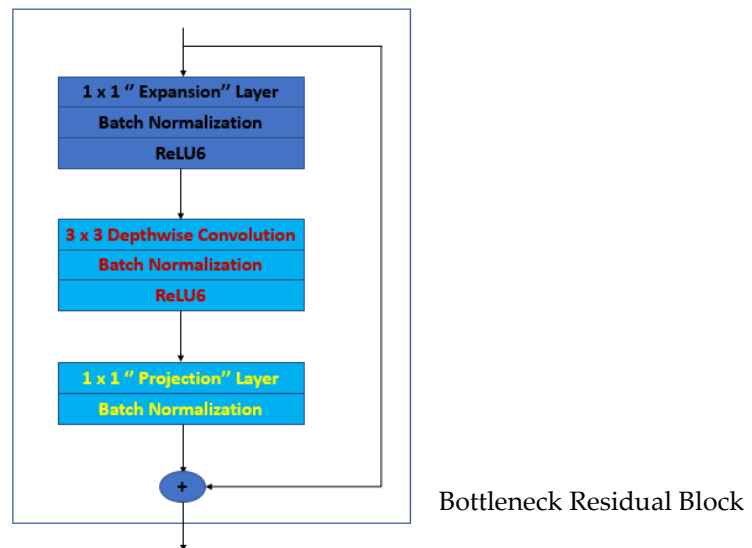 1 x 1 ‘’ Expansion’’ Layer
Batch Normalization
ReLU6
3 x 3 Depthwise Convolution
Batch Normalization
ReLU6
1 x 1 ‘’ Projection’’ Layer
Batch Normalization
+
Bottleneck Residual Block